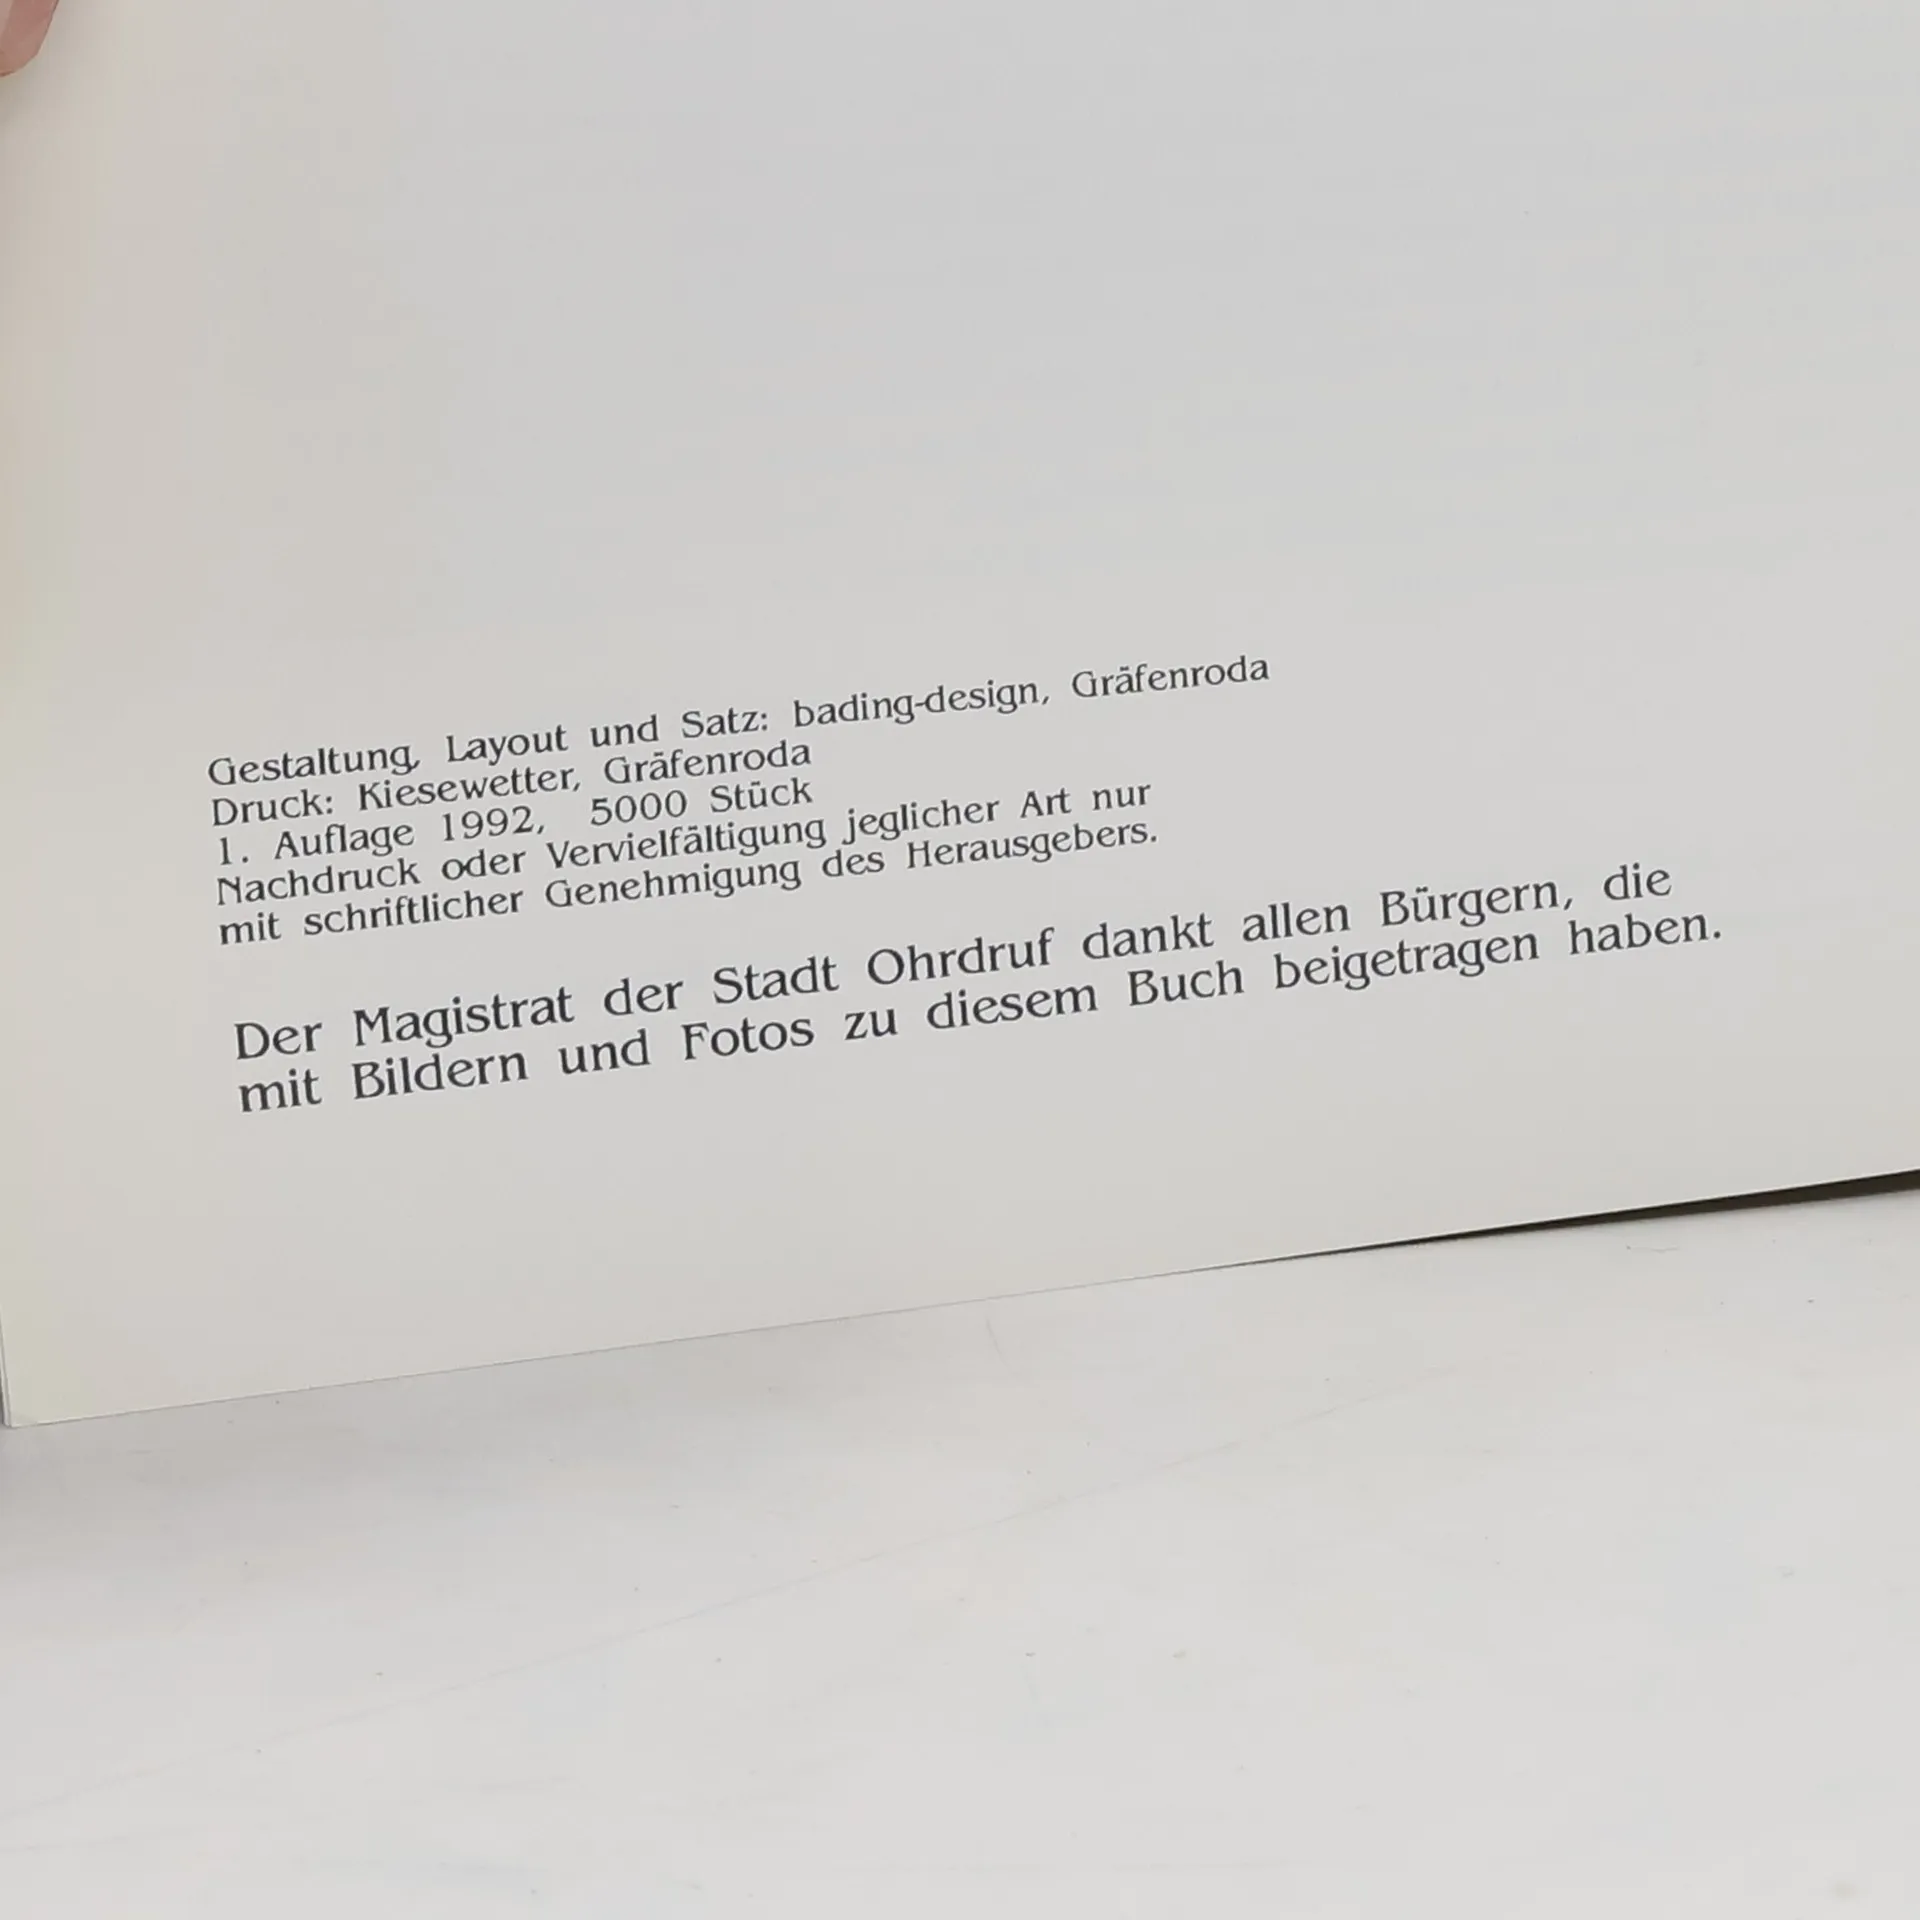 Gestaltung, Layout und Satz: bading-design, Gräfenroda
Druck: Kiesewetter, Gräfenroda
1. Auflage 1992, 5000 Stück
Nachdruck oder Vervielfältigung jeglicher Art nur
mit schriftlicher Genehmigung des Herausgebers.
Der Magistrat der Stadt Ohrdruf dankt allen Bürgern, die
mit Bildern und Fotos zu diesem Buch beigetragen haben.